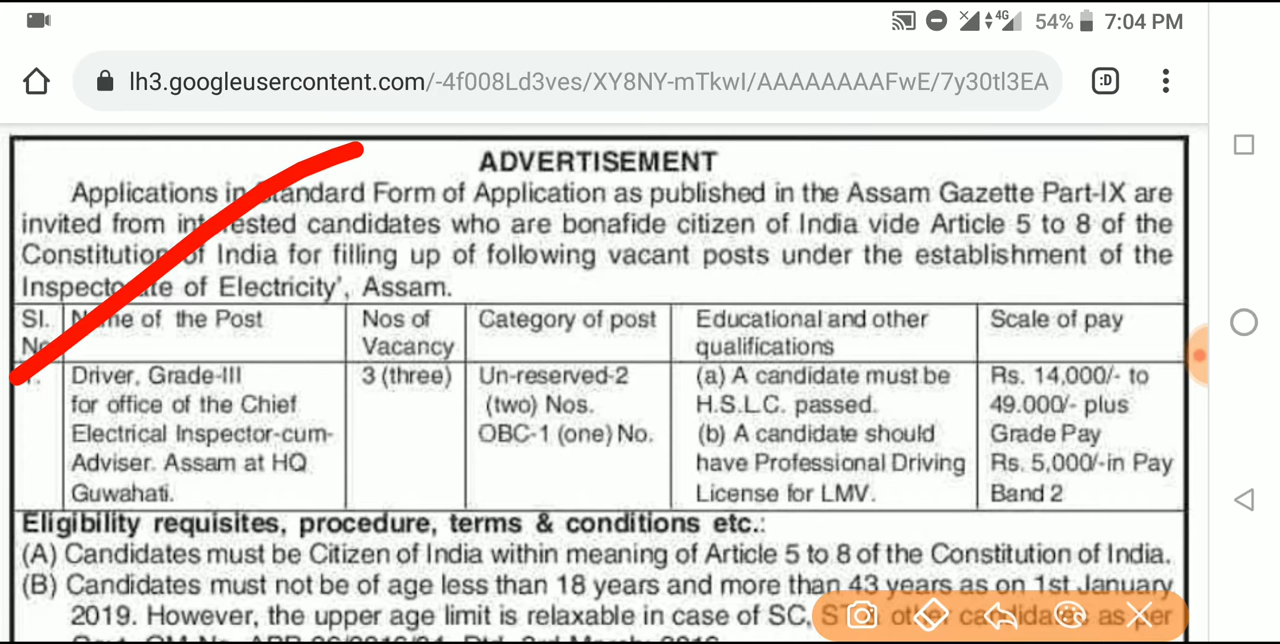 4G 54% 7:04 PM
lh3.googleusercontent.com/-4f008Ld3ves/XY8NY-mTkwI/AAAAAAAAFwE/7y30tl3EA
:D
ADVERTISEMENT
Applications in Standard Form of Application as published in the Assam Gazette Part-IX are
invited from interested candidates who are bonafide citizen of India vide Article 5 to 8 of the
Constitution of India for filling up of following vacant posts under the establishment of the
Inspectorate of Electricity', Assam.
Sl. Name of the Post Nos of Category of post Educational and other Scale of pay
No Vacancy qualifications
Driver, Grade-III 3 (three) Un-reserved-2 (a) A candidate must be Rs. 14,000/- to
for office of the Chief (two) Nos. H.S.L.C. passed. 49.000/- plus
Electrical Inspector-cum- OBC-1 (one) No. (b) A candidate should Grade Pay
Adviser. Assam at HQ have Professional Driving Rs. 5,000/-in Pay
Guwahati. License for LMV. Band 2
Eligibility requisites, procedure, terms & conditions etc.:
(A) Candidates must be Citizen of India within meaning of Article 5 to 8 of the Constitution of India.
(B) Candidates must not be of age less than 18 years and more than 43 years as on 1st January
2019. However, the upper age limit is relaxable in case of SC, other candidates as per